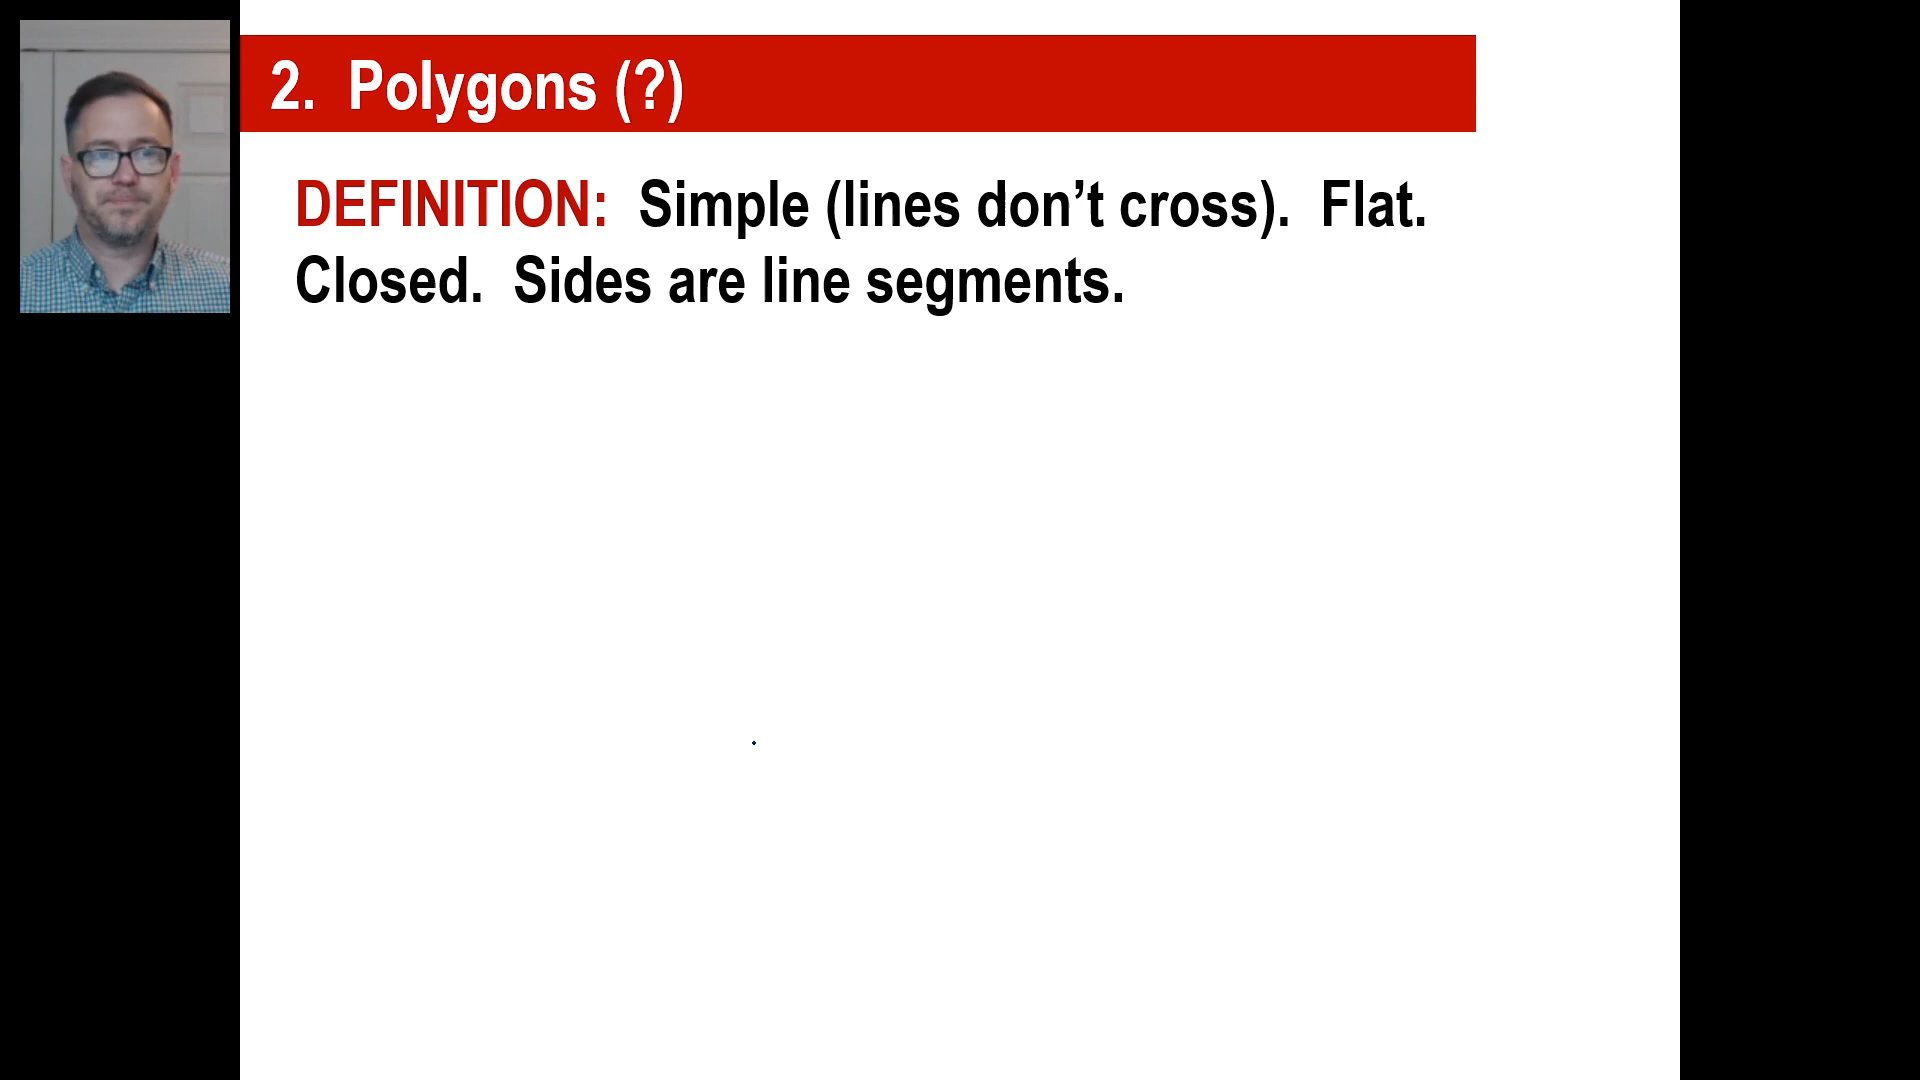 2.  Polygons (?)
DEFINITION:  Simple (lines don’t cross).  Flat.
Closed.  Sides are line segments.